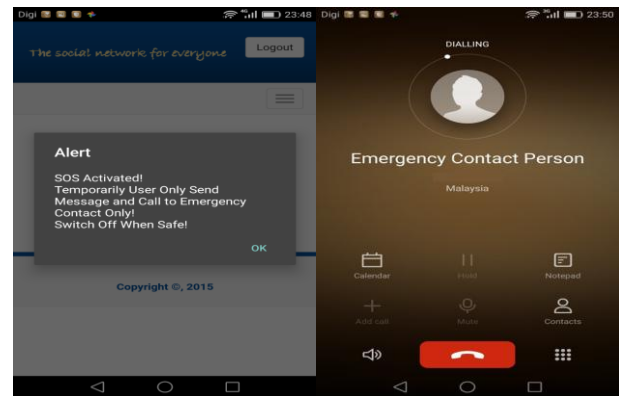 Digi 4G 23:48
The social network for everyone
Logout
Alert
SOS Activated!
Temporarily User Only Send
Message and Call to Emergency
Contact Only!
Switch Off When Safe!
OK
Copyright ©, 2015
Digi 3G 23:50
DIALLING
Emergency Contact Person
Malaysia
Calendar
Hold
Notepad
Add call
Mute
Contacts